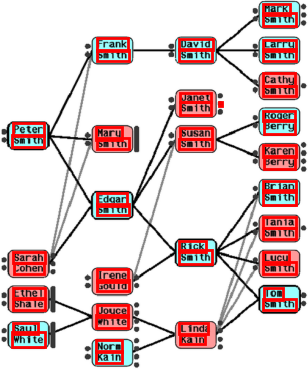 Mark
Smith
Frank
Smith
David
Smith
Larry
Smith
Cathy
Smith
Janet
Smith
Peter
Smith
Mary
Smith
Susan
Smith
Roger
Berry
Karen
Berry
Edgar
Smith
Brian
Smith
Tania
Smith
Rick
Smith
Sarah
Cohen
Lucy
Smith
Irene
Gould
Ethel
Shale
Tom
Smith
Joyce
White
Saul
White
Linda
Kain
Norm
Kain